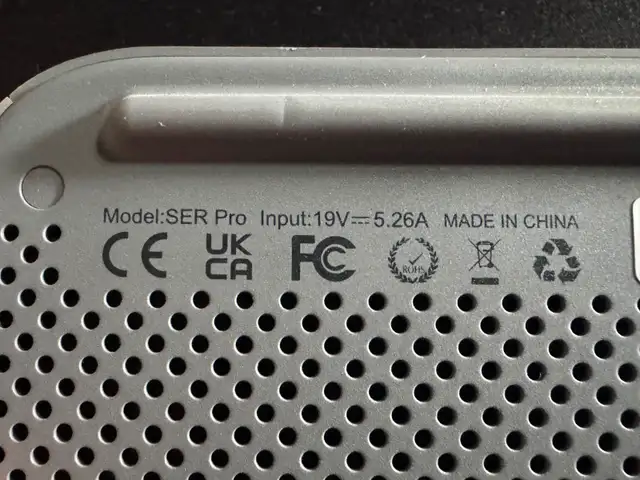 Model:SER Pro Input:19V⎓5.26A MADE IN CHINA
CE UK CA FC ROHS